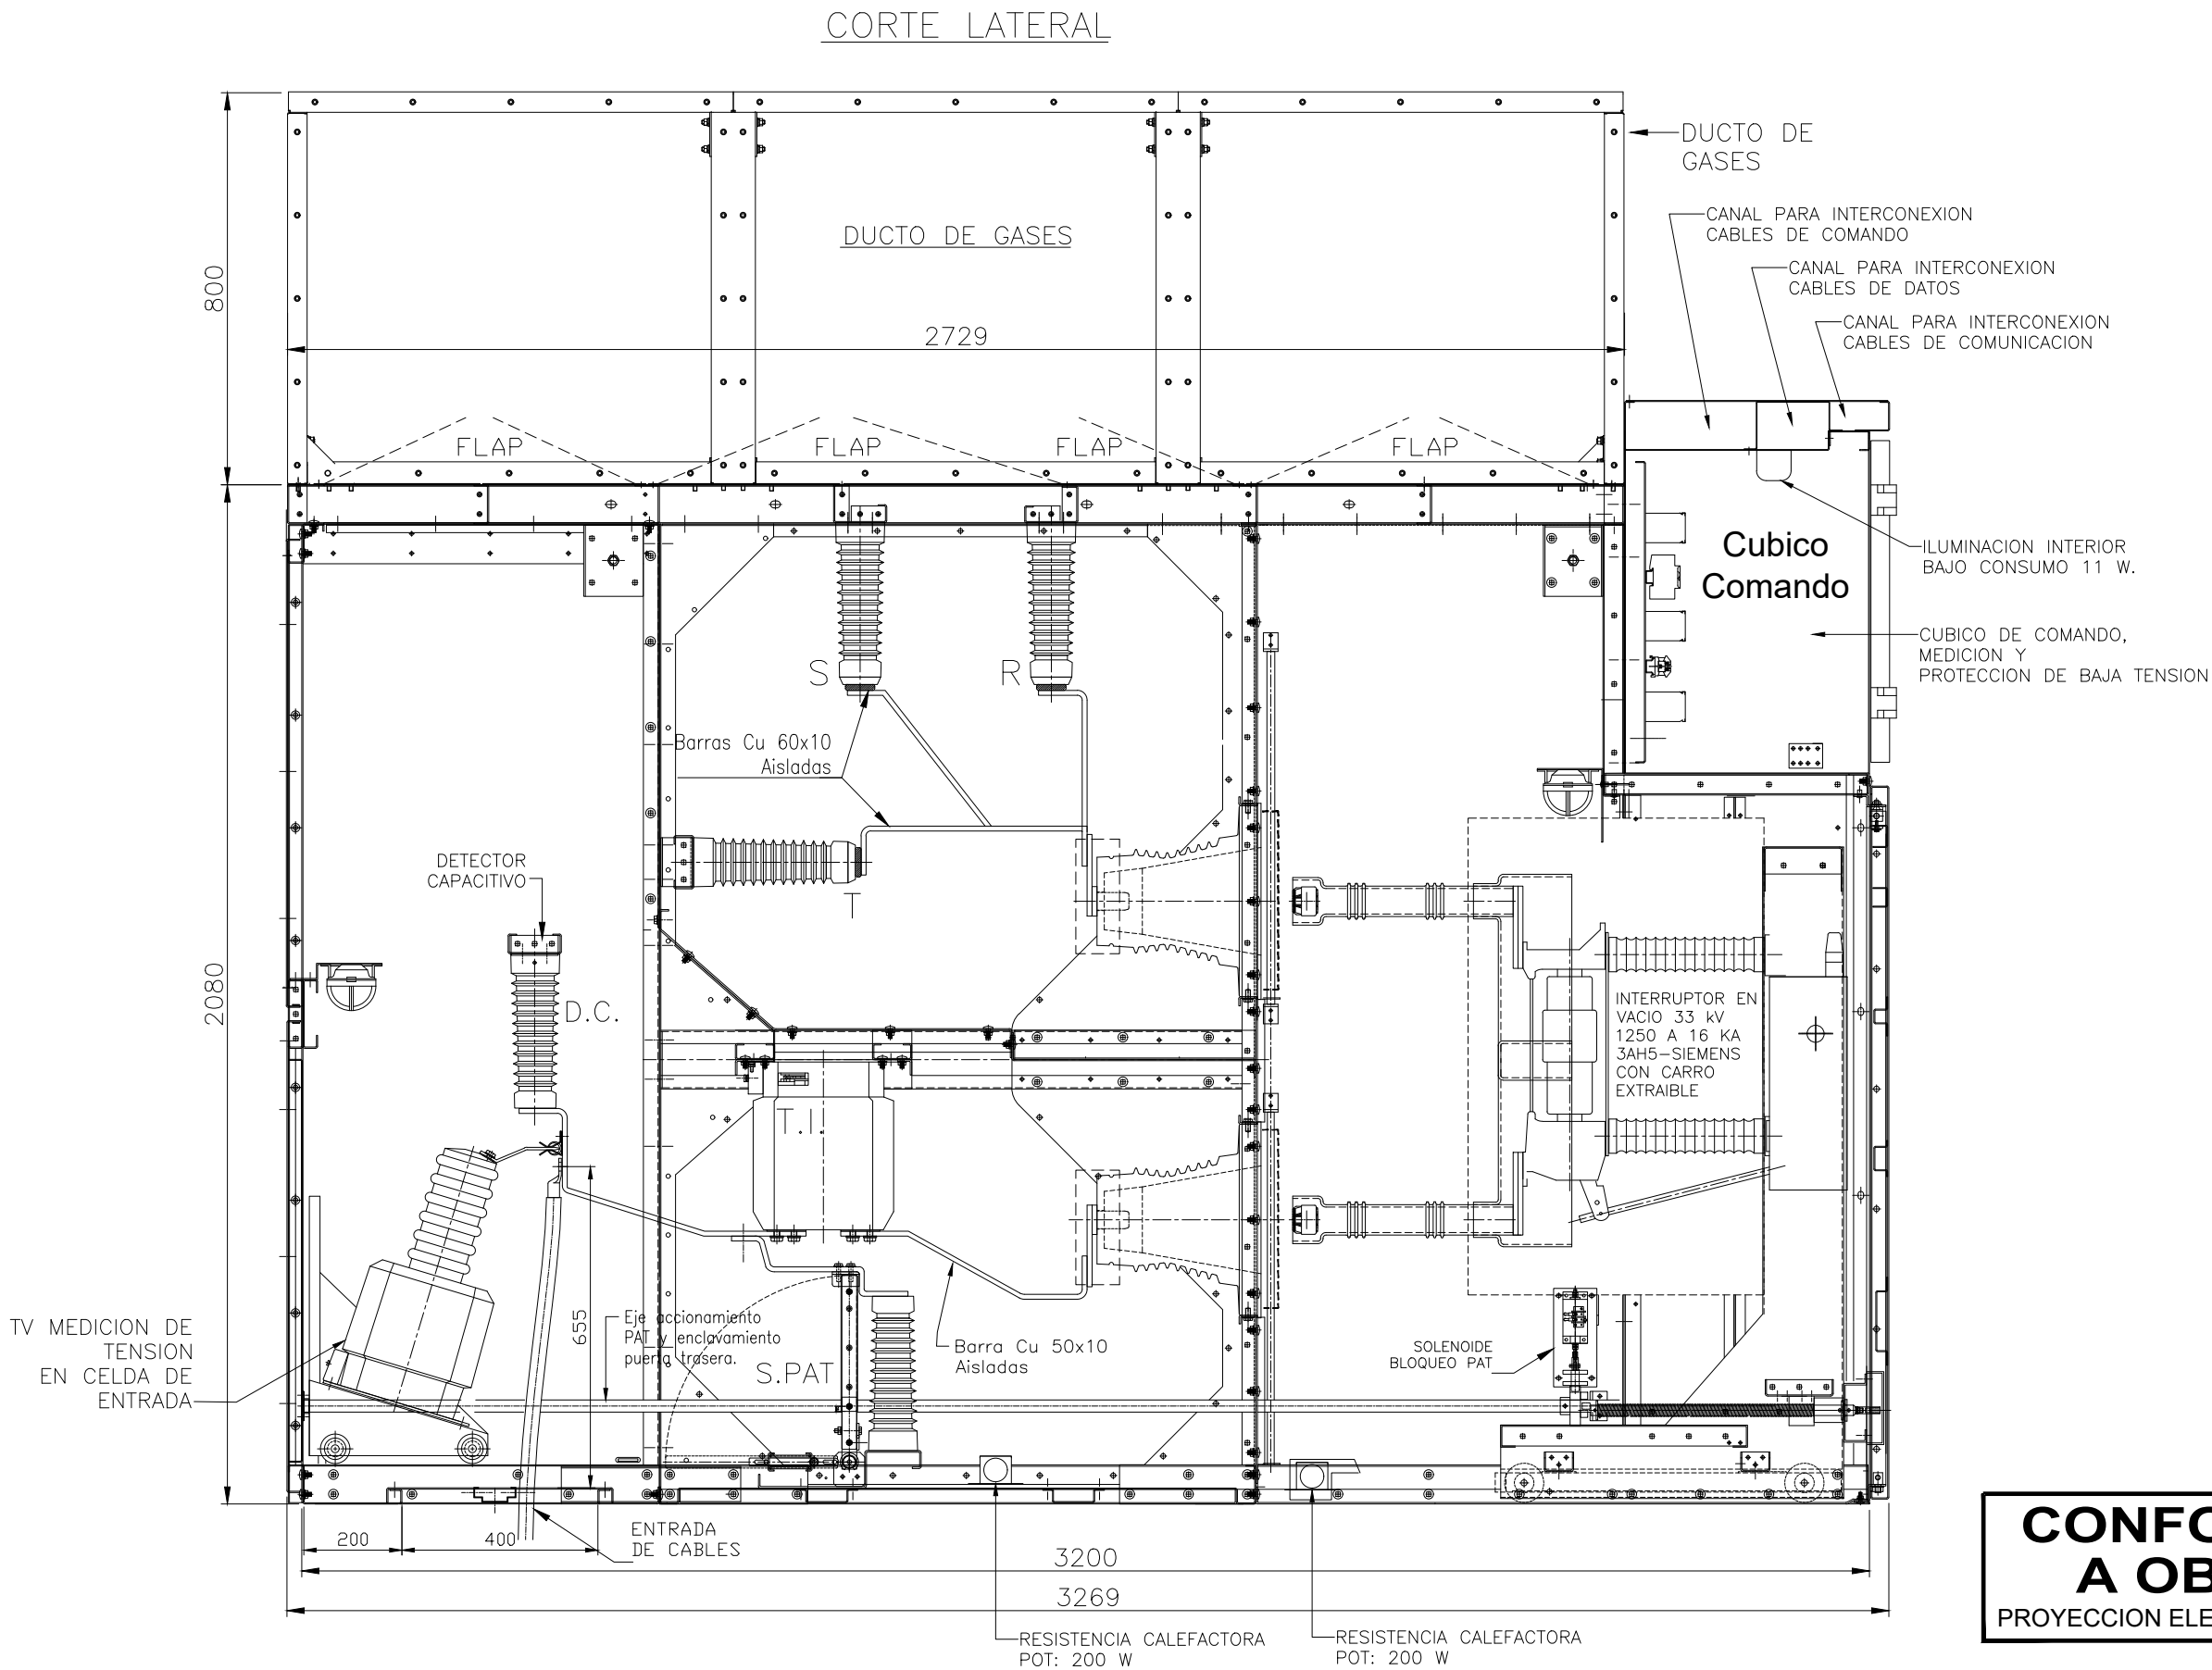 CORTE LATERAL
DUCTO DE
GASES
CANAL PARA INTERCONEXION
CABLES DE COMANDO
DUCTO DE GASES
CANAL PARA INTERCONEXION
CABLES DE DATOS
800
2729
CANAL PARA INTERCONEXION
CABLES DE COMUNICACION
FLAP
FLAP
FLAP
FLAP
Cubico
Comando
ILUMINACION INTERIOR
BAJO CONSUMO 11 W.
CUBICO DE COMANDO,
MEDICION Y
PROTECCION DE BAJA TENSION
S
R
Barras Cu 60x10
Aisladas
DETECTOR
CAPACITIVO
T
2080
D.C.
INTERRUPTOR EN
VACIO 33 kV
1250 A 16 KA
3AH5-SIEMENS
CON CARRO
EXTRAIBLE
T.I.
655
Eje accionamiento
PAT y enclavamiento
puerta trasera.
TV MEDICION DE
TENSION
EN CELDA DE
ENTRADA
S.PAT
Barra Cu 50x10
Aisladas
SOLENOIDE
BLOQUEO PAT
200
400
ENTRADA
DE CABLES
3200
3269
RESISTENCIA CALEFACTORA
POT: 200 W
RESISTENCIA CALEFACTORA
POT: 200 W
A
PROYECCION